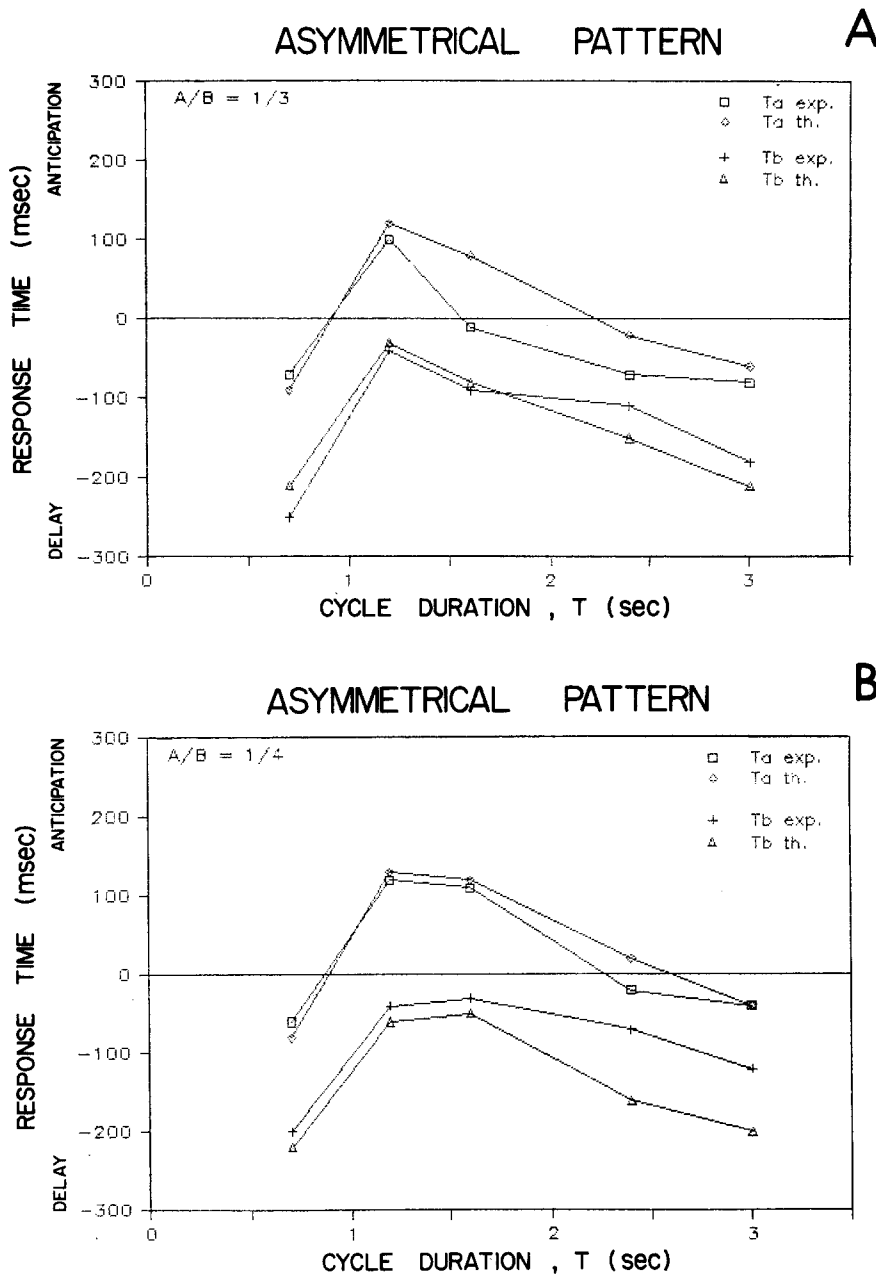 A
ASYMMETRICAL PATTERN
A/B = 1/3
Ta exp.
Ta th.
Tb exp.
Tb th.
ANTICIPATION
RESPONSE TIME (msec)
DELAY
300
200
100
0
-100
-200
-300
0 1 2 3
CYCLE DURATION , T (sec)
B
ASYMMETRICAL PATTERN
A/B = 1/4
Ta exp.
Ta th.
Tb exp.
Tb th.
ANTICIPATION
RESPONSE TIME (msec)
DELAY
300
200
100
0
-100
-200
-300
0 1 2 3
CYCLE DURATION , T (sec)